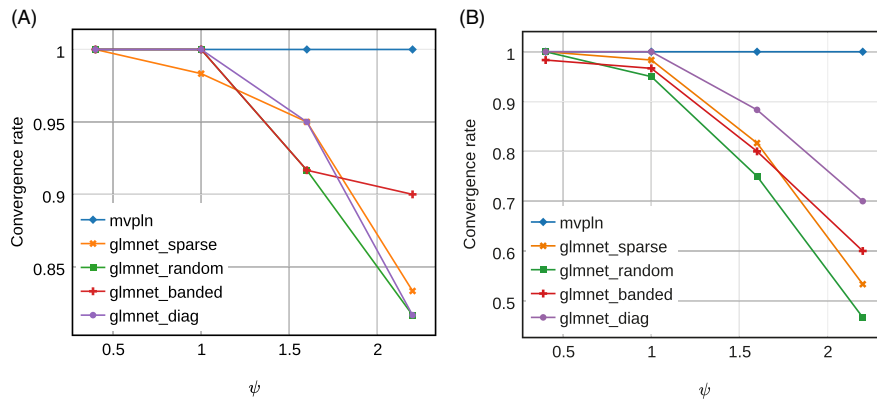 (A)
Convergence rate
1
0.95
0.9
0.85
mvpln
glmnet_sparse
glmnet_random
glmnet_banded
glmnet_diag
0.5 1 1.5 2
ψ
(B)
Convergence rate
1
0.9
0.8
0.7
0.6
0.5
mvpln
glmnet_sparse
glmnet_random
glmnet_banded
glmnet_diag
0.5 1 1.5 2
ψ